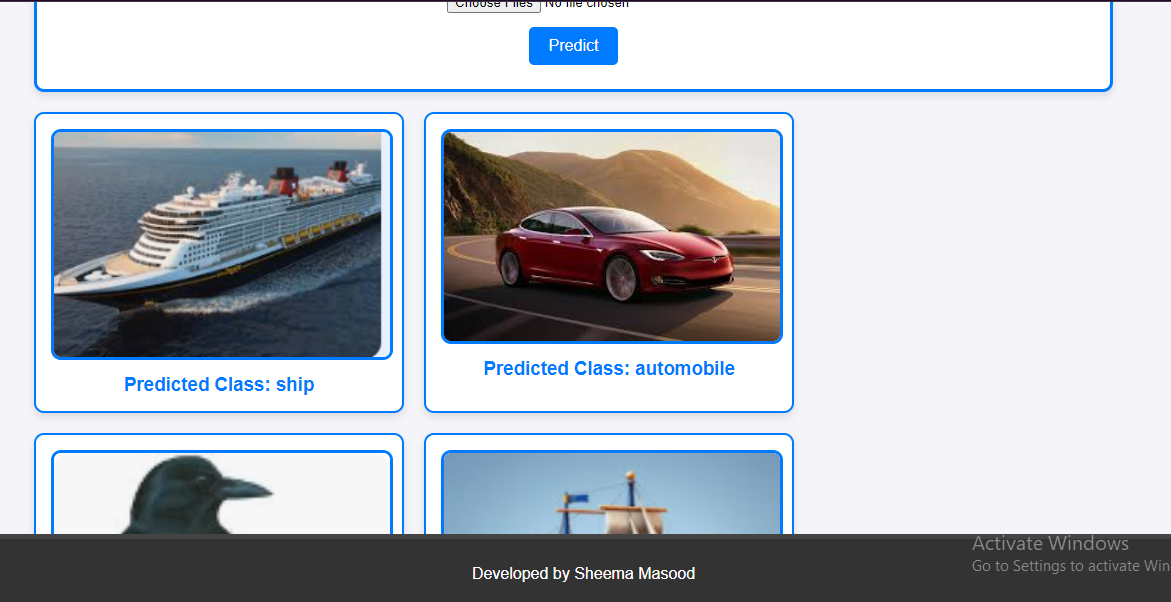 Choose Files No file chosen
Predict
Predicted Class: ship
Predicted Class: automobile
Activate Windows
Go to Settings to activate Win
Developed by Sheema Masood